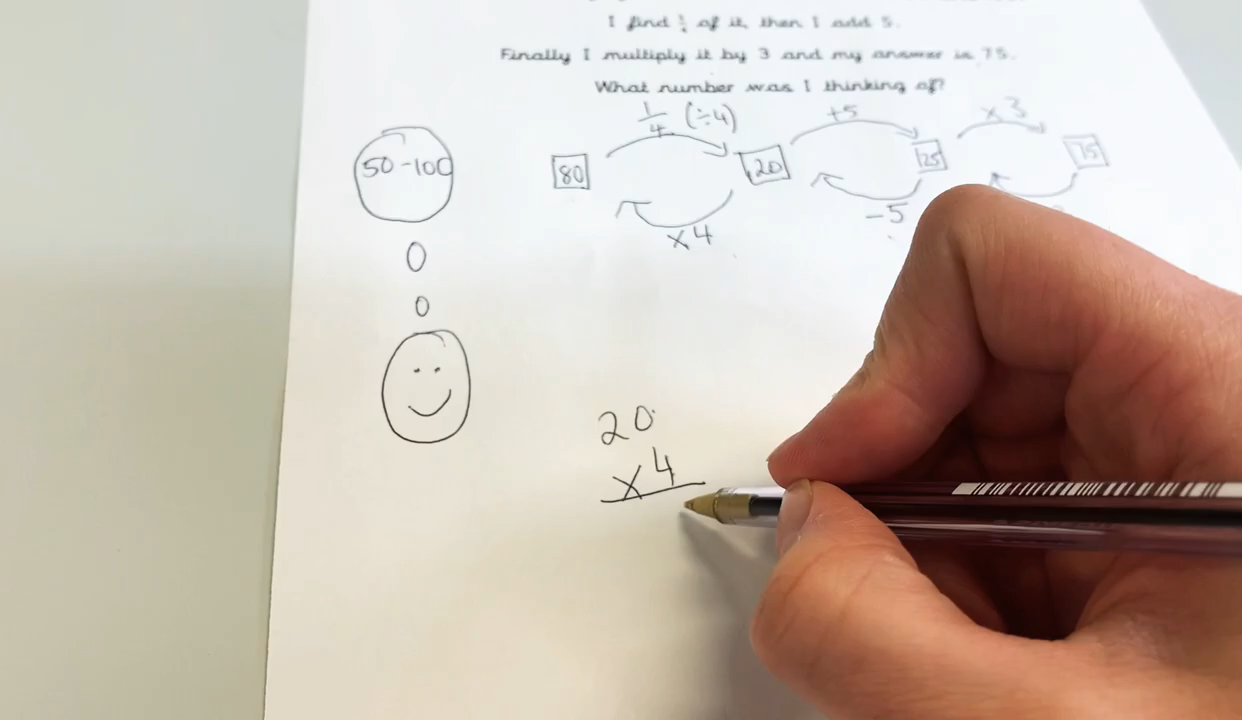 I find 1/4 of it, then I add 5.
Finally I multiply it by 3 and my answer is 75.
What number was I thinking of?
1/4 (÷4) +5 x3
50-100 80 20 25 75
x4 -5
20
x4